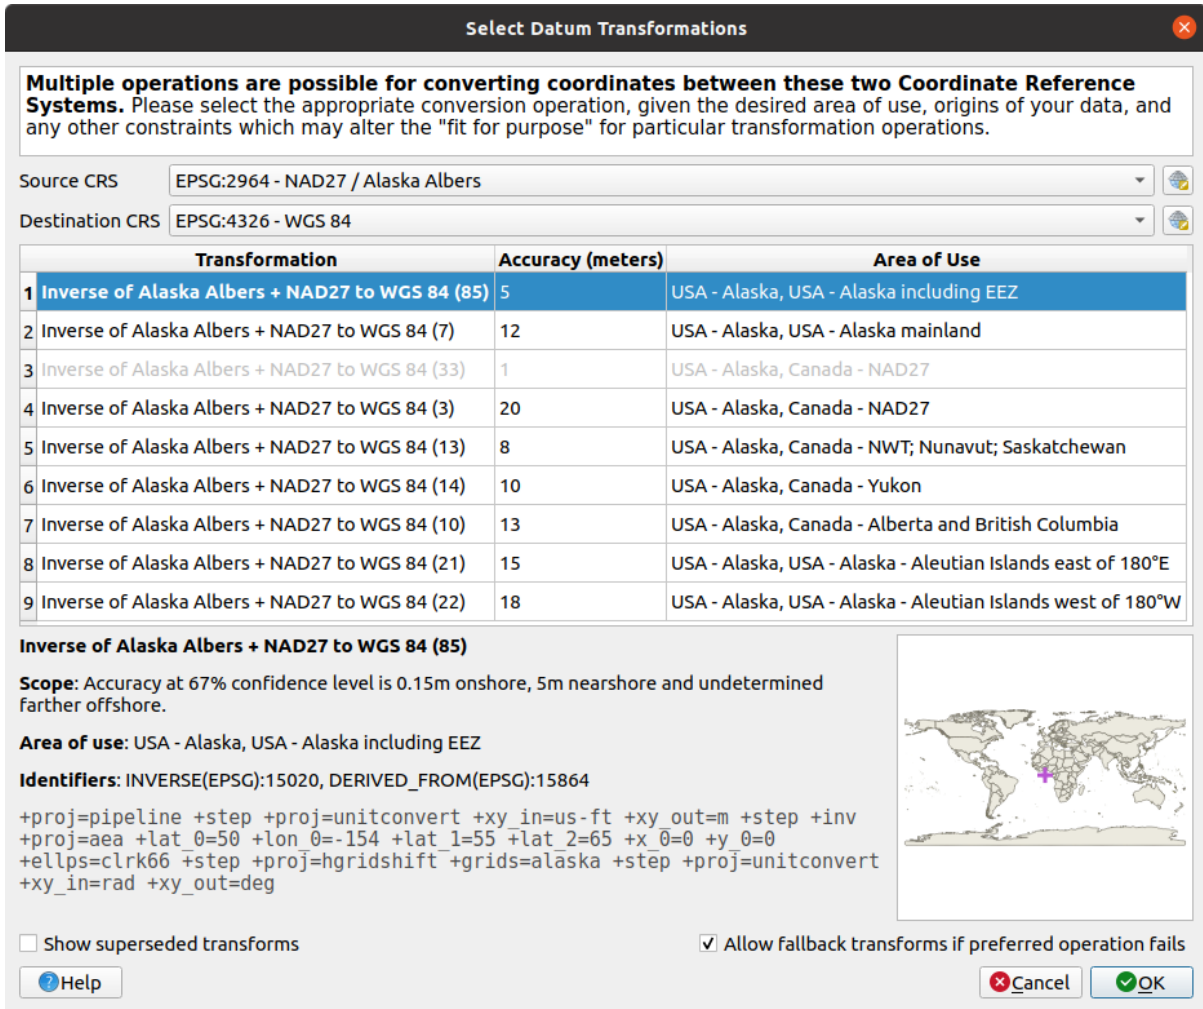 Select Datum Transformations
Multiple operations are possible for converting coordinates between these two Coordinate Reference
Systems. Please select the appropriate conversion operation, given the desired area of use, origins of your data, and
any other constraints which may alter the "fit for purpose" for particular transformation operations.
Source CRS EPSG:2964 - NAD27 / Alaska Albers
Destination CRS EPSG:4326 - WGS 84
Transformation Accuracy (meters) Area of Use
1 Inverse of Alaska Albers + NAD27 to WGS 84 (85) 5 USA - Alaska, USA - Alaska including EEZ
2 Inverse of Alaska Albers + NAD27 to WGS 84 (7) 12 USA - Alaska, USA - Alaska mainland
3 Inverse of Alaska Albers + NAD27 to WGS 84 (33) 1 USA - Alaska, Canada - NAD27
4 Inverse of Alaska Albers + NAD27 to WGS 84 (3) 20 USA - Alaska, Canada - NAD27
5 Inverse of Alaska Albers + NAD27 to WGS 84 (13) 8 USA - Alaska, Canada - NWT; Nunavut; Saskatchewan
6 Inverse of Alaska Albers + NAD27 to WGS 84 (14) 10 USA - Alaska, Canada - Yukon
7 Inverse of Alaska Albers + NAD27 to WGS 84 (10) 13 USA - Alaska, Canada - Alberta and British Columbia
8 Inverse of Alaska Albers + NAD27 to WGS 84 (21) 15 USA - Alaska, USA - Alaska - Aleutian Islands east of 180°E
9 Inverse of Alaska Albers + NAD27 to WGS 84 (22) 18 USA - Alaska, USA - Alaska - Aleutian Islands west of 180°W
Inverse of Alaska Albers + NAD27 to WGS 84 (85)
Scope: Accuracy at 67% confidence level is 0.15m onshore, 5m nearshore and undetermined
farther offshore.
Area of use: USA - Alaska, USA - Alaska including EEZ
Identifiers: INVERSE(EPSG):15020, DERIVED_FROM(EPSG):15864
+proj=pipeline +step +proj=unitconvert +xy_in=us-ft +xy_out=m +step +inv
+proj=aea +lat_0=50 +lon_0=-154 +lat_1=55 +lat_2=65 +x_0=0 +y_0=0
+ellps=clrk66 +step +proj=hgridshift +grids=alaska +step +proj=unitconvert
+xy_in=rad +xy_out=deg
Show superseded transforms Allow fallback transforms if preferred operation fails
Help Cancel OK